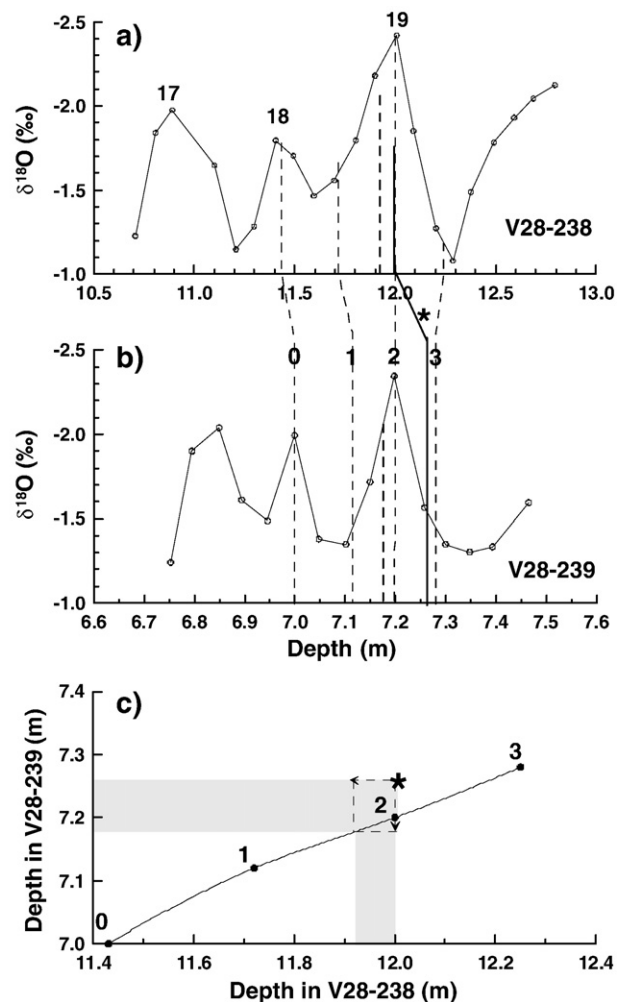 a)
19
17
18
-2.5
-2.0
-1.5
-1.0
δ¹⁸O (‰)
V28-238
10.5 11.0 11.5 12.0 12.5 13.0
*
b)
0 1 2 3
-2.5
-2.0
-1.5
-1.0
δ¹⁸O (‰)
V28-239
6.6 6.7 6.8 6.9 7.0 7.1 7.2 7.3 7.4 7.5 7.6
Depth (m)
c)
7.4
7.3
7.2
7.1
7.0
Depth in V28-239 (m)
*
3
2
1
0
11.4 11.6 11.8 12.0 12.2 12.4
Depth in V28-238 (m)